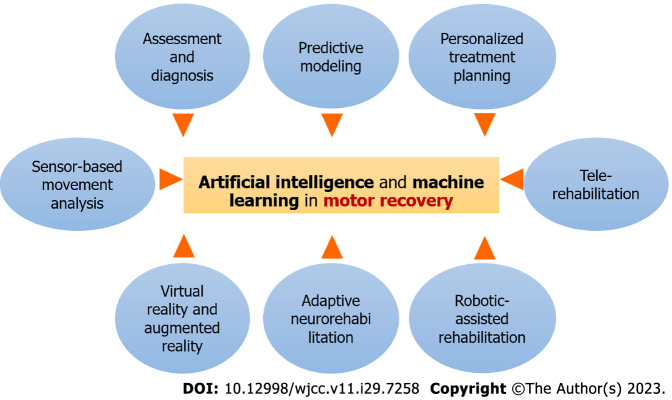 Assessment
and
diagnosis
Predictive
modeling
Personalized
treatment
planning
Sensor-based
movement
analysis
Artificial intelligence and machine
learning in motor recovery
Tele-
rehabilitation
Virtual
reality and
augmented
reality
Adaptive
neurorehabi
litation
Robotic-
assisted
rehabilitation
DOI: 10.12998/wjcc.v11.i29.7258 Copyright ©The Author(s) 2023.